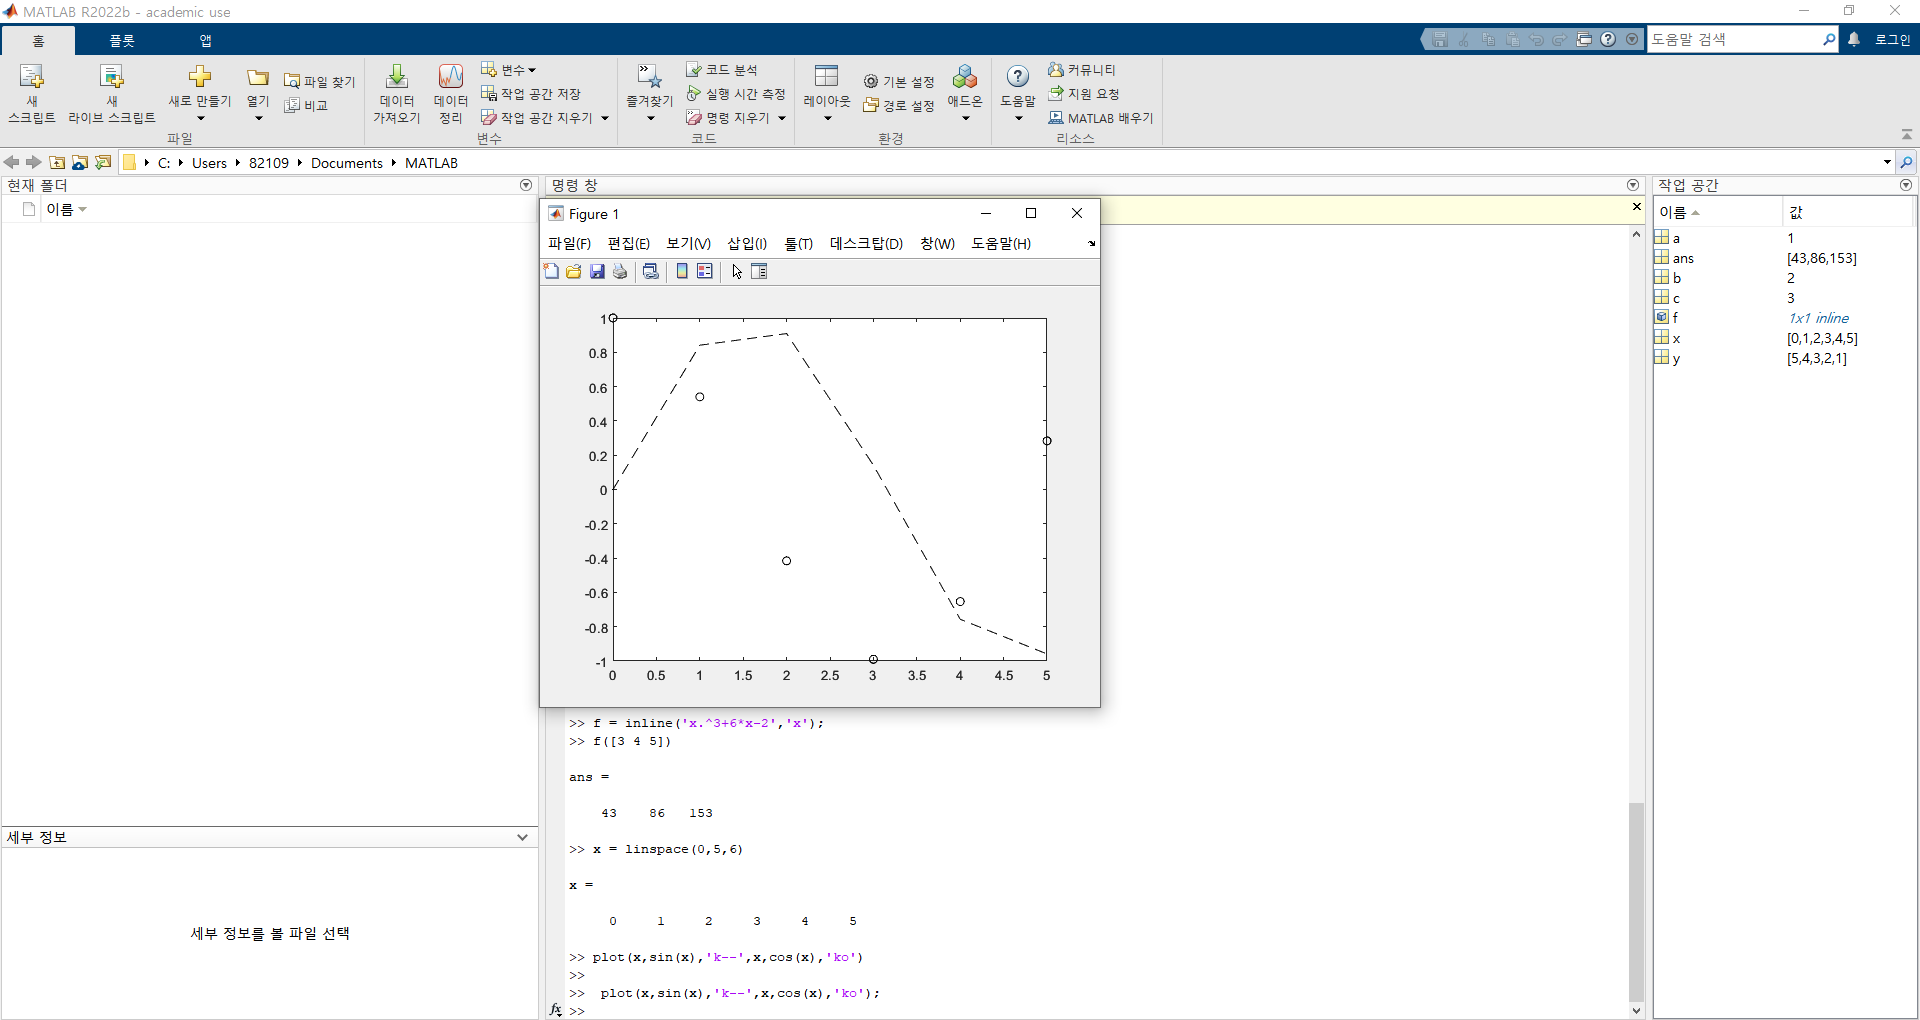 MATLAB R2022b - academic use
홈
플롯
앱
도움말 검색
로그인
새
스크립트
새
라이브 스크립트
새로 만들기
열기
파일 찾기
비교
파일
데이터
가져오기
데이터
정리
변수
작업 공간 저장
작업 공간 지우기
변수
즐겨찾기
코드 분석
실행 시간 측정
명령 지우기
코드
레이아웃
기본 설정
경로 설정
애드온
환경
도움말
커뮤니티
지원 요청
MATLAB 배우기
리소스
C: Users 82109 Documents MATLAB
현재 폴더
이름
세부 정보
세부 정보를 볼 파일 선택
명령 창
Figure 1
파일(F) 편집(E) 보기(V) 삽입(I) 툴(T) 데스크탑(D) 창(W) 도움말(H)
1
0.8
0.6
0.4
0.2
0
-0.2
-0.4
-0.6
-0.8
-1
0 0.5 1 1.5 2 2.5 3 3.5 4 4.5 5
>> f = inline('x.^3+6*x-2','x');
>> f([3 4 5])
ans =
43 86 153
>> x = linspace(0,5,6)
x =
0 1 2 3 4 5
>> plot(x,sin(x),'k--',x,cos(x),'ko')
>>
>> plot(x,sin(x),'k--',x,cos(x),'ko');
fx >>
작업 공간
이름 값
a 1
ans [43,86,153]
b 2
c 3
f 1x1 inline
x [0,1,2,3,4,5]
y [5,4,3,2,1]